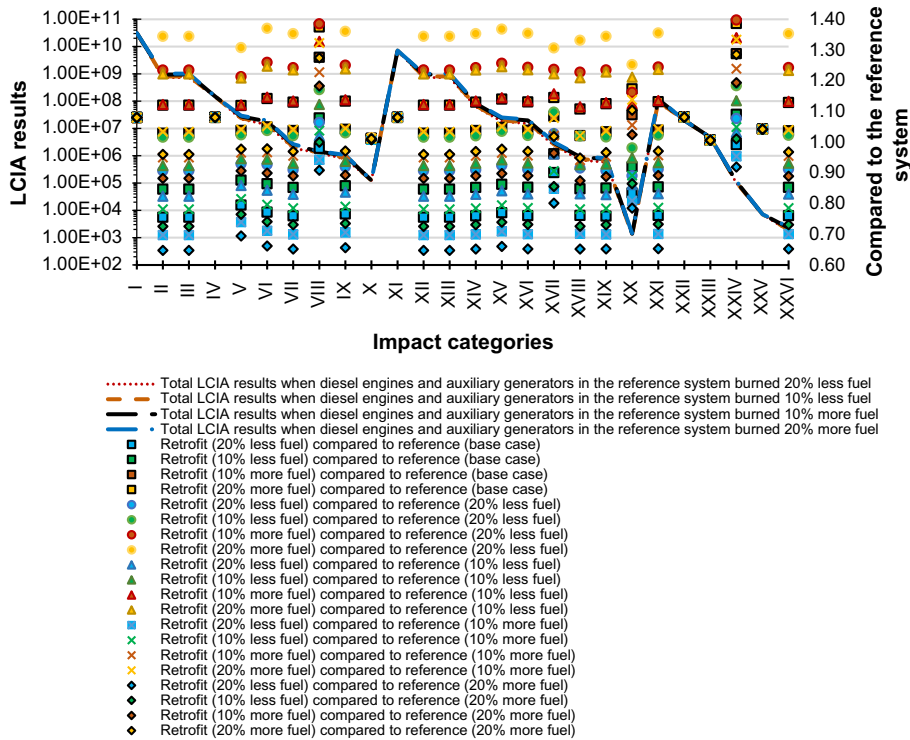 1.00E+11
1.00E+10
1.00E+09
1.00E+08
1.00E+07
1.00E+06
1.00E+05
1.00E+04
1.00E+03
1.00E+02
LCIA results
1.40
1.30
1.20
1.10
1.00
0.90
0.80
0.70
0.60
Compared to the reference
system
I II III IV V VI VII VIII IX X XI XII XIII XIV XV XVI XVII XVIII XIX XX XXI XXII XXIII XXIV XXV XXVI
Impact categories
Total LCIA results when diesel engines and auxiliary generators in the reference system burned 20% less fuel
Total LCIA results when diesel engines and auxiliary generators in the reference system burned 10% less fuel
Total LCIA results when diesel engines and auxiliary generators in the reference system burned 10% more fuel
Total LCIA results when diesel engines and auxiliary generators in the reference system burned 20% more fuel
Retrofit (20% less fuel) compared to reference (base case)
Retrofit (10% less fuel) compared to reference (base case)
Retrofit (10% more fuel) compared to reference (base case)
Retrofit (20% more fuel) compared to reference (base case)
Retrofit (20% less fuel) compared to reference (20% less fuel)
Retrofit (10% less fuel) compared to reference (20% less fuel)
Retrofit (10% more fuel) compared to reference (20% less fuel)
Retrofit (20% more fuel) compared to reference (20% less fuel)
Retrofit (20% less fuel) compared to reference (10% less fuel)
Retrofit (10% less fuel) compared to reference (10% less fuel)
Retrofit (10% more fuel) compared to reference (10% less fuel)
Retrofit (20% more fuel) compared to reference (10% less fuel)
Retrofit (20% less fuel) compared to reference (10% more fuel)
Retrofit (10% less fuel) compared to reference (10% more fuel)
Retrofit (10% more fuel) compared to reference (10% more fuel)
Retrofit (20% more fuel) compared to reference (10% more fuel)
Retrofit (20% less fuel) compared to reference (20% more fuel)
Retrofit (10% less fuel) compared to reference (20% more fuel)
Retrofit (10% more fuel) compared to reference (20% more fuel)
Retrofit (20% more fuel) compared to reference (20% more fuel)